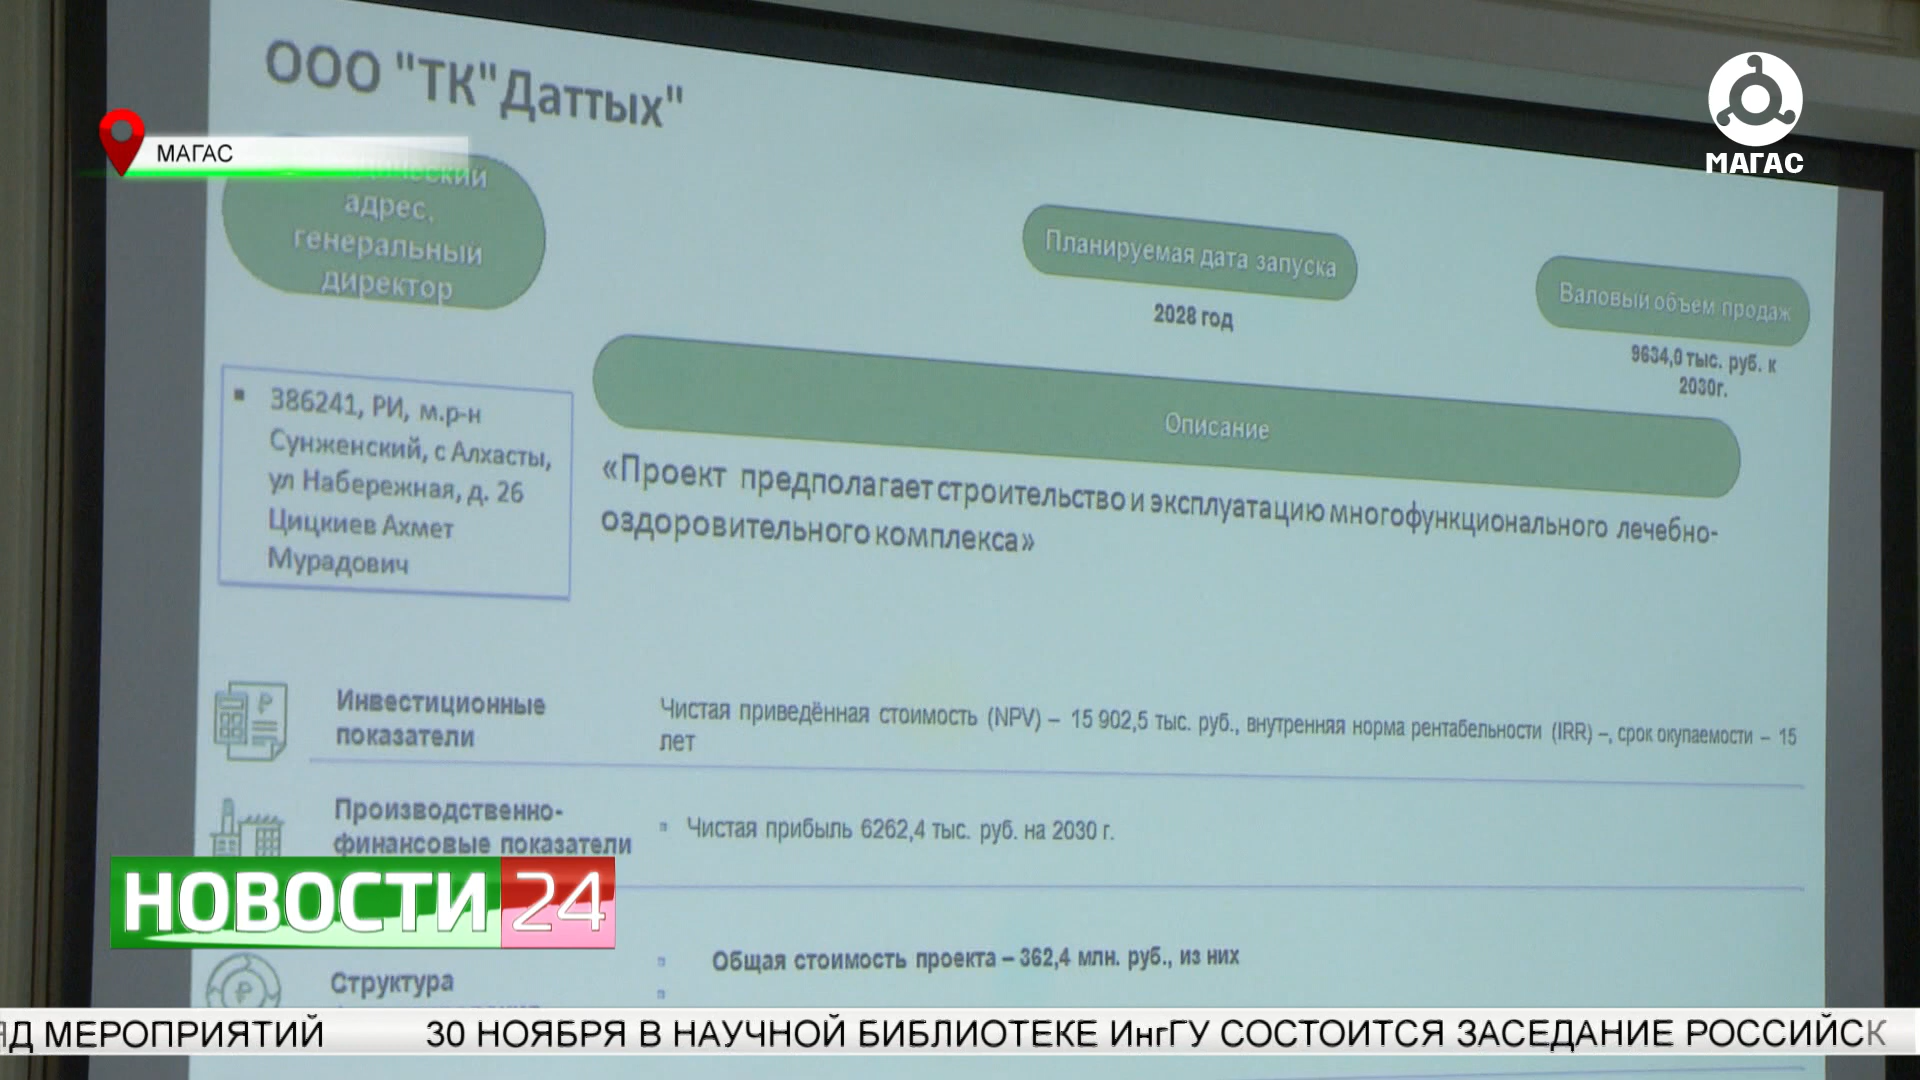 ООО "ТК"Даттых"
МАГАС
МАГАС
адрес,
генеральный
директор
Планируемая дата запуска
2028 год
Валовый объем продаж
9634,0 тыс. руб. к
2030г.
386241, РИ, м.р-н
Сунженский, с Алхасты,
ул Набережная, д. 26
Цицкиев Ахмет
Мурадович
Описание
«Проект предполагает строительство и эксплуатацию многофункционального лечебно-
оздоровительного комплекса»
Инвестиционные
показатели
Чистая приведённая стоимость (NPV) – 15 902,5 тыс. руб., внутренняя норма рентабельности (IRR) –, срок окупаемости – 15
лет
Производственно-
финансовые показатели
Чистая прибыль 6262,4 тыс. руб. на 2030 г.
НОВОСТИ 24
Структура
Общая стоимость проекта – 362,4 млн. руб., из них
МЕРОПРИЯТИЙ 30 НОЯБРЯ В НАУЧНОЙ БИБЛИОТЕКЕ ИнгГУ СОСТОИТСЯ ЗАСЕДАНИЕ РОССИЙСК